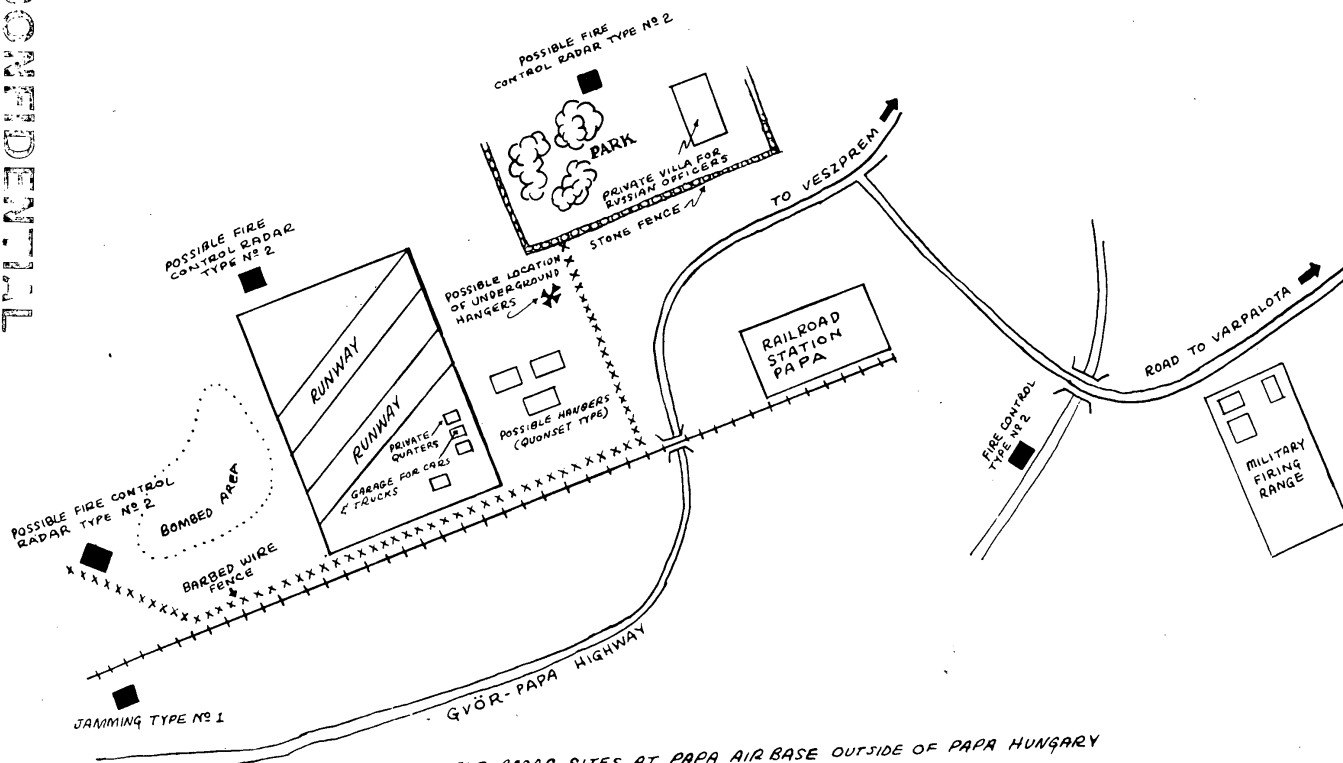 CONFIDENTIAL
POSSIBLE FIRE
CONTROL RADAR TYPE Nº 2
PARK
PRIVATE VILLA FOR
RUSSIAN OFFICERS
STONE FENCE
TO VESZPREM
POSSIBLE FIRE
CONTROL RADAR
TYPE Nº 2
POSSIBLE LOCATION
OF UNDERGROUND
HANGERS
RUNWAY
RUNWAY
PRIVATE
QUATERS
GARAGE FOR CARS
& TRUCKS
POSSIBLE HANGERS
(QUONSET TYPE)
RAILROAD
STATION
PAPA
ROAD TO VARPALOTA
FIRE CONTROL
TYPE Nº 2
MILITARY
FIRING
RANGE
POSSIBLE FIRE CONTROL
RADAR TYPE Nº 2
BOMBED AREA
BARBED WIRE
FENCE
JAMMING TYPE Nº 1
GYÖR-PAPA HIGHWAY
RADAR SITES AT PAPA AIR BASE OUTSIDE OF PAPA HUNGARY